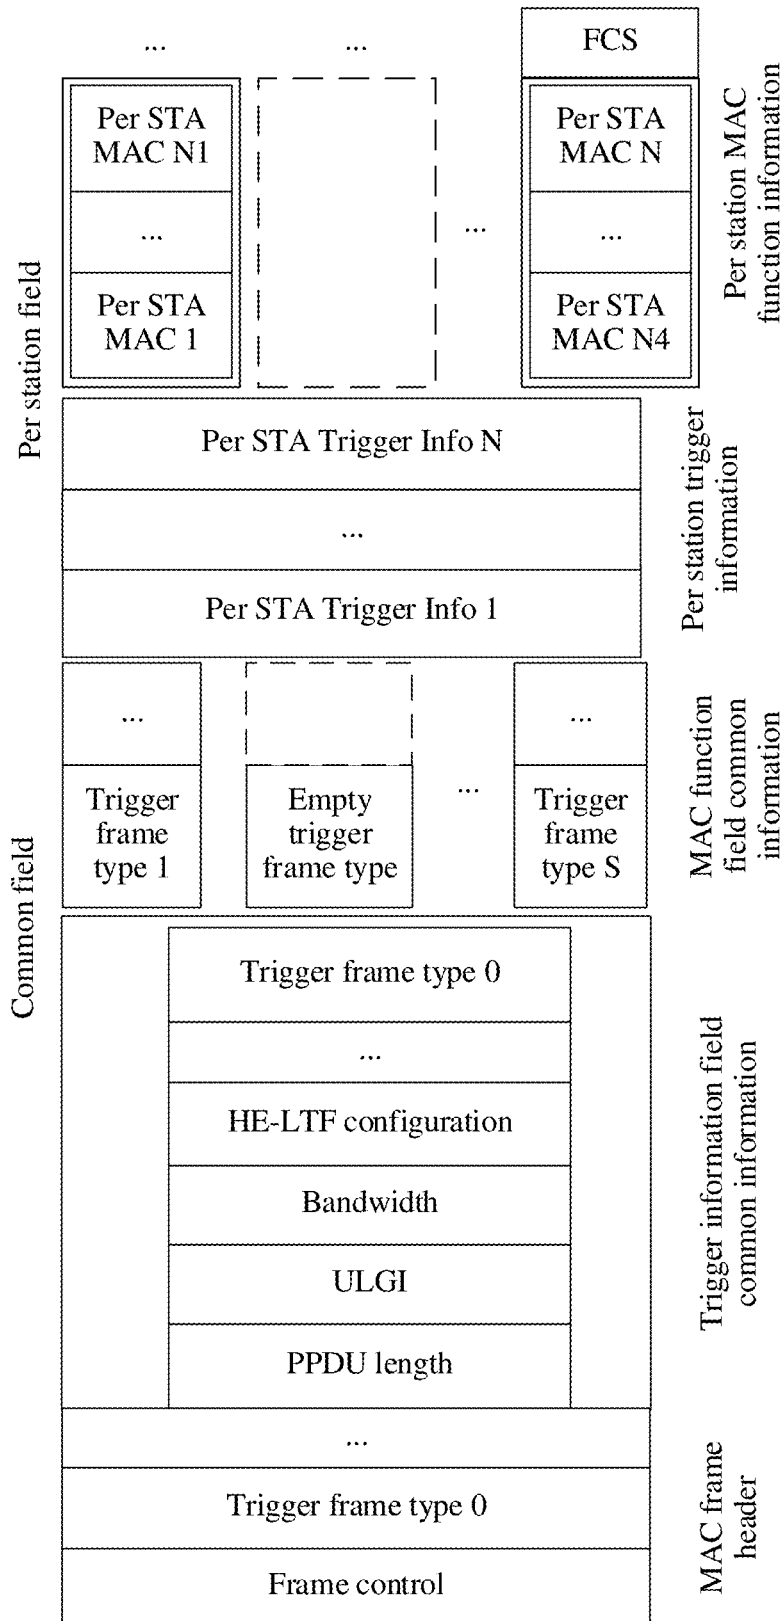 ...
...
FCS
Per STA
MAC N1
...
Per STA
MAC 1
...
Per STA
MAC N
...
Per STA
MAC N4
Per station MAC
function information
Per station field
Per STA Trigger Info N
...
Per STA Trigger Info 1
Per station trigger
information
...
Trigger
frame
type 1
Empty
trigger
frame type
...
...
Trigger
frame
type S
MAC function
field common
information
Common field
Trigger frame type 0
...
HE-LTF configuration
Bandwidth
ULGI
PPDU length
Trigger information field
common information
...
Trigger frame type 0
Frame control
MAC frame
header